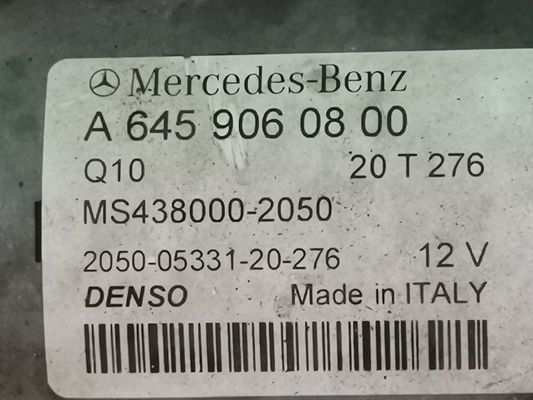 Mercedes-Benz
A 645 906 08 00
Q10 20 T 276
MS438000-2050
2050-05331-20-276 12 V
DENSO Made in ITALY